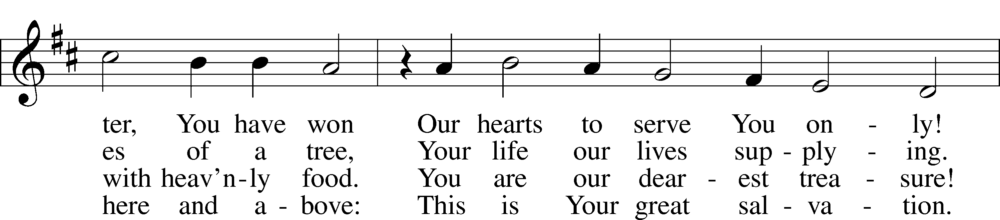 ter, You have won Our hearts to serve You on - ly!
es of a tree, Your life our lives sup - ply - ing.
with heav'n - ly food. You are our dear - est trea - sure!
here and a - bove: This is Your great sal - va - tion.